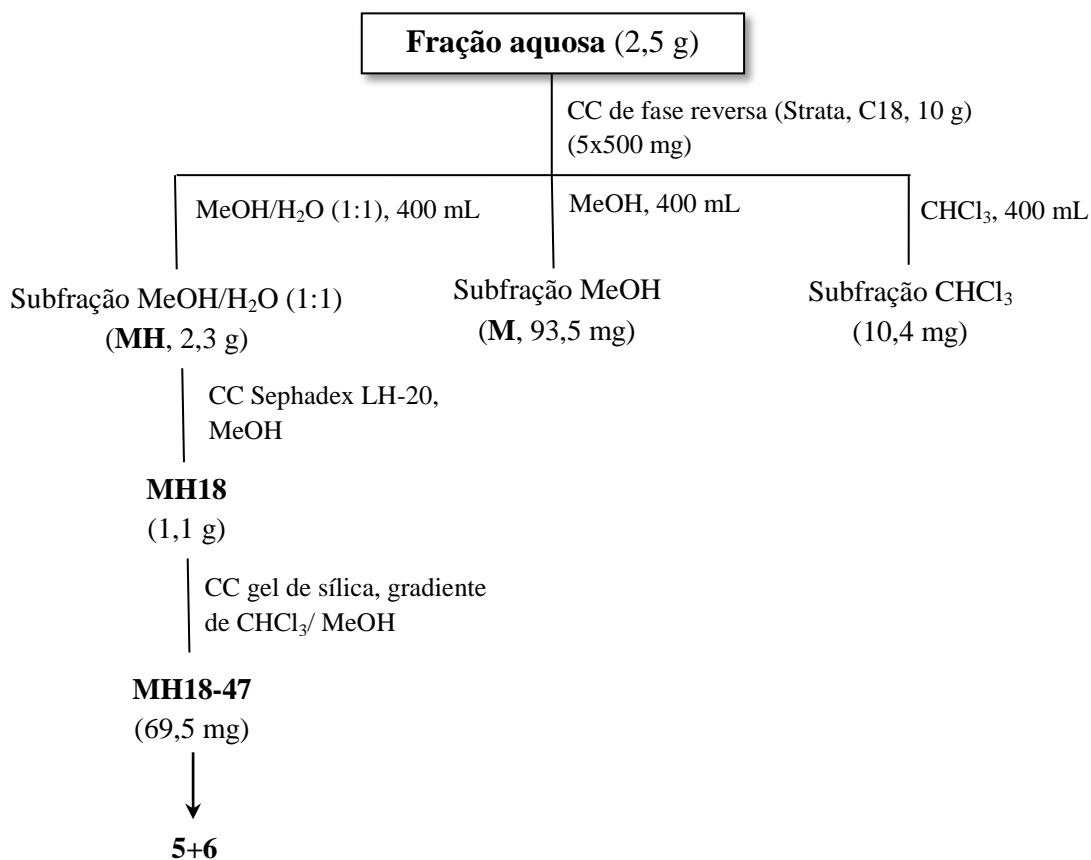 Fração aquosa (2,5 g)
CC de fase reversa (Strata, C18, 10 g)
(5x500 mg)
MeOH/H₂O (1:1), 400 mL
MeOH, 400 mL
CHCl₃, 400 mL
Subfração MeOH/H₂O (1:1)
(MH, 2,3 g)
Subfração MeOH
(M, 93,5 mg)
Subfração CHCl₃
(10,4 mg)
CC Sephadex LH-20,
MeOH
MH18
(1,1 g)
CC gel de sílica, gradiente
de CHCl₃/ MeOH
MH18-47
(69,5 mg)
5+6